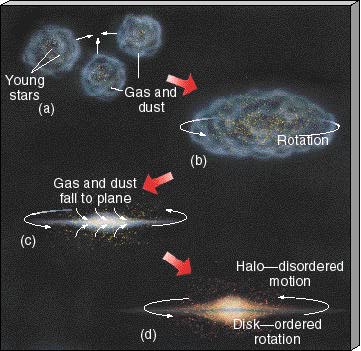 Young
stars
(a)
Gas and
dust
Rotation
(b)
Gas and dust
fall to plane
(c)
Halo—disordered
motion
Disk—ordered
rotation
(d)